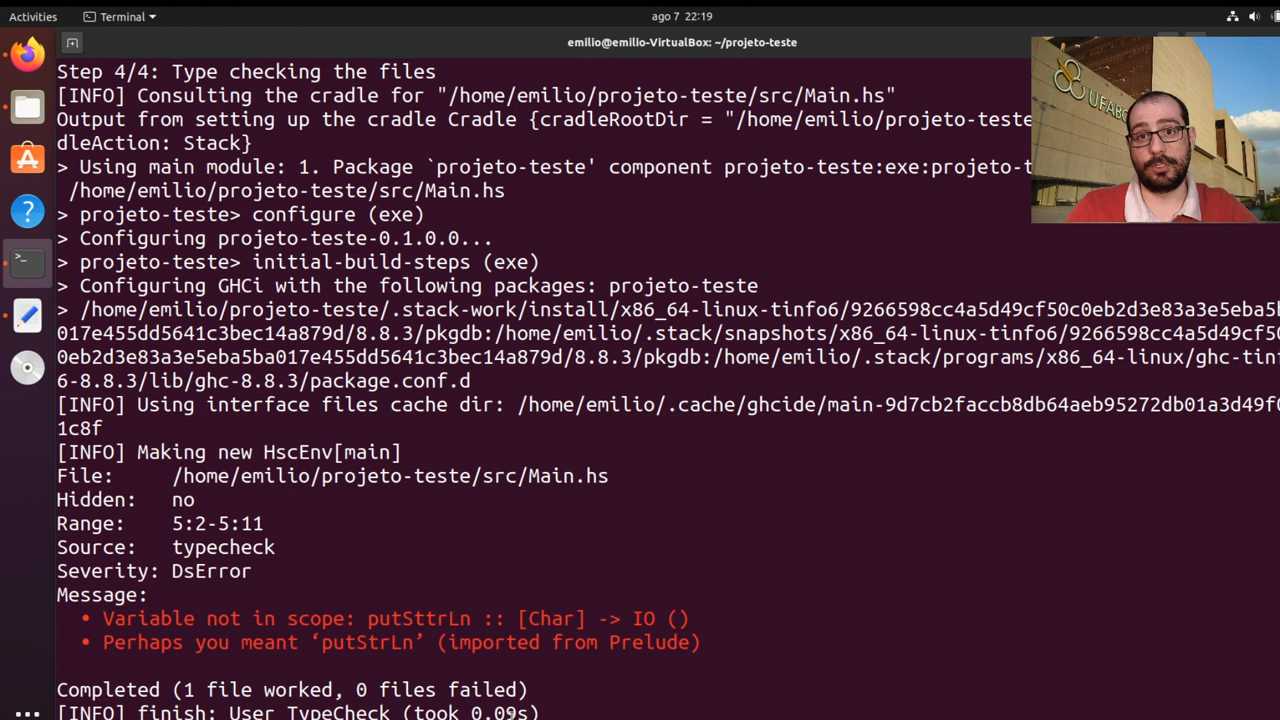 Activities
Terminal
ago 7 22:19
emilio@emilio-VirtualBox: ~/projeto-teste
Step 4/4: Type checking the files
[INFO] Consulting the cradle for "/home/emilio/projeto-teste/src/Main.hs"
Output from setting up the cradle Cradle {cradleRootDir = "/home/emilio/projeto-teste
dleAction: Stack}
> Using main module: 1. Package `projeto-teste' component projeto-teste:exe:projeto-t
/home/emilio/projeto-teste/src/Main.hs
> projeto-teste> configure (exe)
> Configuring projeto-teste-0.1.0.0...
> projeto-teste> initial-build-steps (exe)
> Configuring GHCi with the following packages: projeto-teste
> /home/emilio/projeto-teste/.stack-work/install/x86_64-linux-tinfo6/9266598cc4a5d49cf50c0eb2d3e83a3e5eba5b
017e455dd5641c3bec14a879d/8.8.3/pkgdb:/home/emilio/.stack/snapshots/x86_64-linux-tinfo6/9266598cc4a5d49cf50
0eb2d3e83a3e5eba5ba017e455dd5641c3bec14a879d/8.8.3/pkgdb:/home/emilio/.stack/programs/x86_64-linux/ghc-tinf
6-8.8.3/lib/ghc-8.8.3/package.conf.d
[INFO] Using interface files cache dir: /home/emilio/.cache/ghcide/main-9d7cb2faccb8db64aeb95272db01a3d49f0
1c8f
[INFO] Making new HscEnv[main]
File: /home/emilio/projeto-teste/src/Main.hs
Hidden: no
Range: 5:2-5:11
Source: typecheck
Severity: DsError
Message:
• Variable not in scope: putSttrLn :: [Char] -> IO ()
• Perhaps you meant ‘putStrLn’ (imported from Prelude)
Completed (1 file worked, 0 files failed)
[INFO] finish: User TypeCheck (took 0.09s)
UFABC